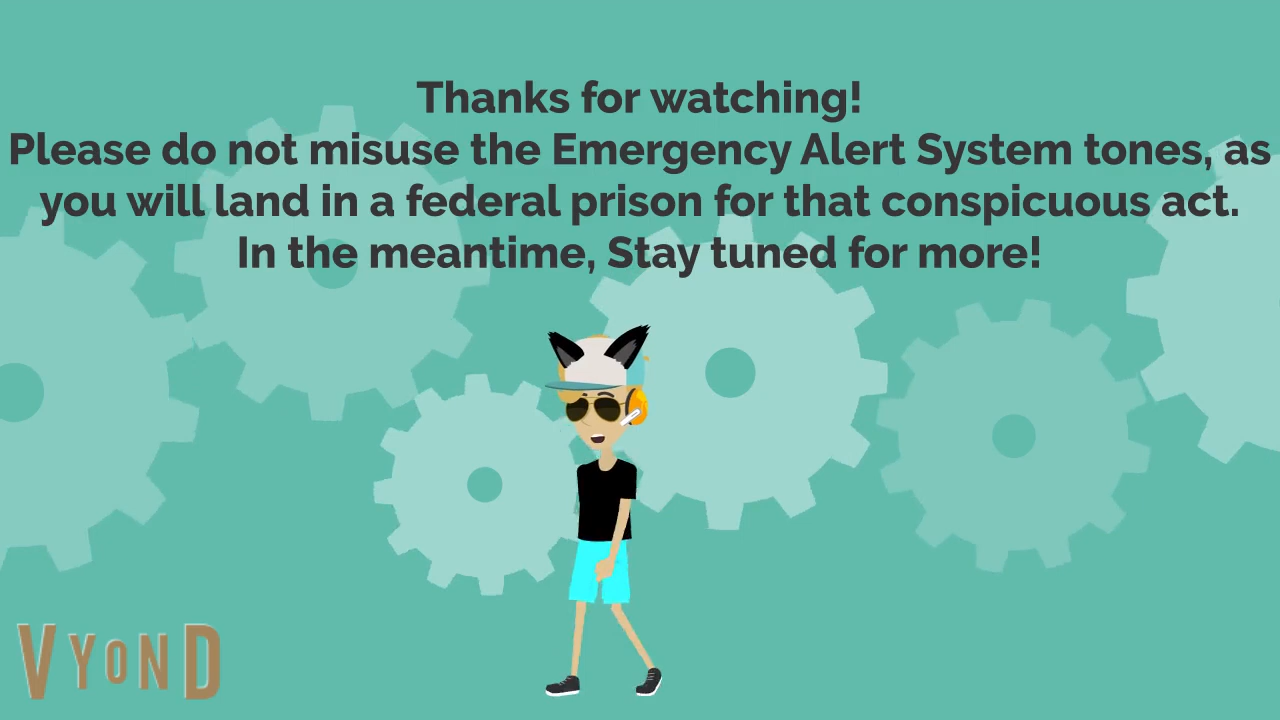 Thanks for watching!
Please do not misuse the Emergency Alert System tones, as
you will land in a federal prison for that conspicuous act.
In the meantime, Stay tuned for more!
VYOND